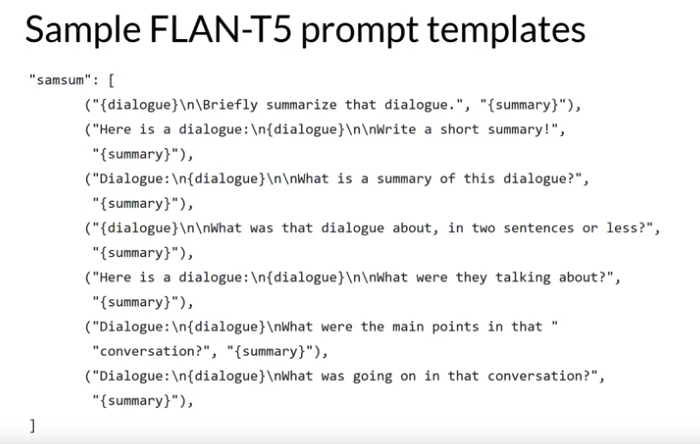 Sample FLAN-T5 prompt templates
"samsum": [
("{dialogue}\n\Briefly summarize that dialogue.", "{summary}"),
("Here is a dialogue:\n{dialogue}\n\nWrite a short summary!",
"{summary}"),
("Dialogue:\n{dialogue}\n\nWhat is a summary of this dialogue?",
"{summary}"),
("{dialogue}\n\nWhat was that dialogue about, in two sentences or less?",
"{summary}"),
("Here is a dialogue:\n{dialogue}\n\nWhat were they talking about?",
"{summary}"),
("Dialogue:\n{dialogue}\nWhat were the main points in that "
"conversation?", "{summary}"),
("Dialogue:\n{dialogue}\nWhat was going on in that conversation?",
"{summary}"),
]